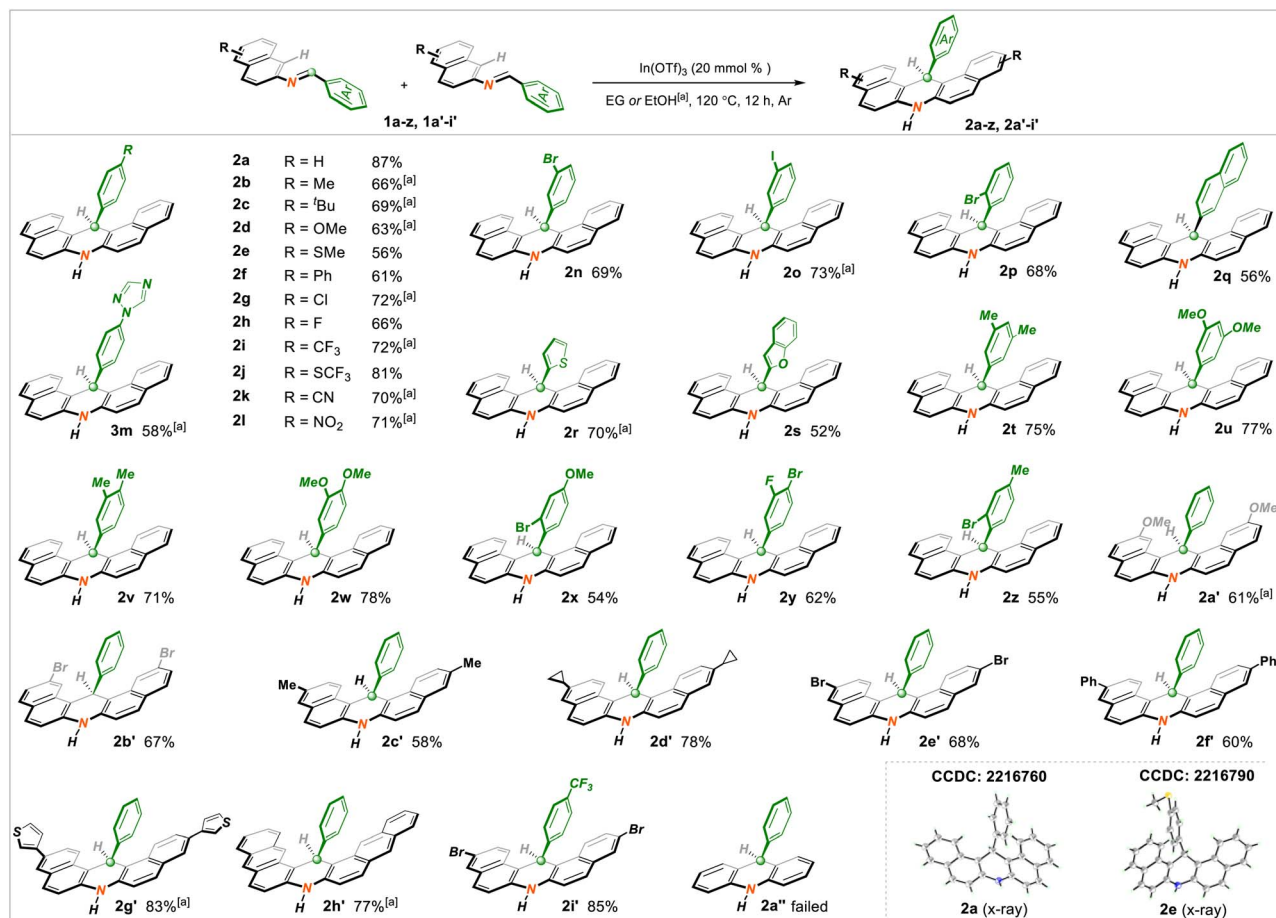 R
H
N
Ar
+
R
H
N
Ar
1a-z, 1a'-i'
In(OTf)3 (20 mmol % )
EG or EtOH[a], 120 °C, 12 h, Ar
R
H
Ar
R
N
H
2a-z, 2a'-i'
R
H
N
H
2a R = H 87%
2b R = Me 66%[a]
2c R = tBu 69%[a]
2d R = OMe 63%[a]
2e R = SMe 56%
2f R = Ph 61%
2g R = Cl 72%[a]
2h R = F 66%
2i R = CF3 72%[a]
2j R = SCF3 81%
2k R = CN 70%[a]
2l R = NO2 71%[a]
Br
H
N
H
2n 69%
I
H
N
H
2o 73%[a]
Br
H
N
H
2p 68%
H
N
H
2q 56%
N
N
N
H
N
H
3m 58%[a]
S
H
N
H
2r 70%[a]
O
H
N
H
2s 52%
Me
Me
H
N
H
2t 75%
MeO
OMe
H
N
H
2u 77%
Me
Me
H
N
H
2v 71%
MeO
OMe
H
N
H
2w 78%
OMe
Br
H
N
H
2x 54%
F
Br
H
N
H
2y 62%
Me
Br
H
N
H
2z 55%
OMe
H
OMe
N
H
2a' 61%[a]
Br
H
Br
N
H
2b' 67%
Me
H
Me
N
H
2c' 58%
H
N
H
2d' 78%
Br
H
Br
N
H
2e' 68%
Ph
H
Ph
N
H
2f' 60%
S
H
S
N
H
2g' 83%[a]
H
N
H
2h' 77%[a]
CF3
Br
H
Br
N
H
2i' 85%
H
N
H
2a" failed
CCDC: 2216760
2a (x-ray)
CCDC: 2216790
2e (x-ray)